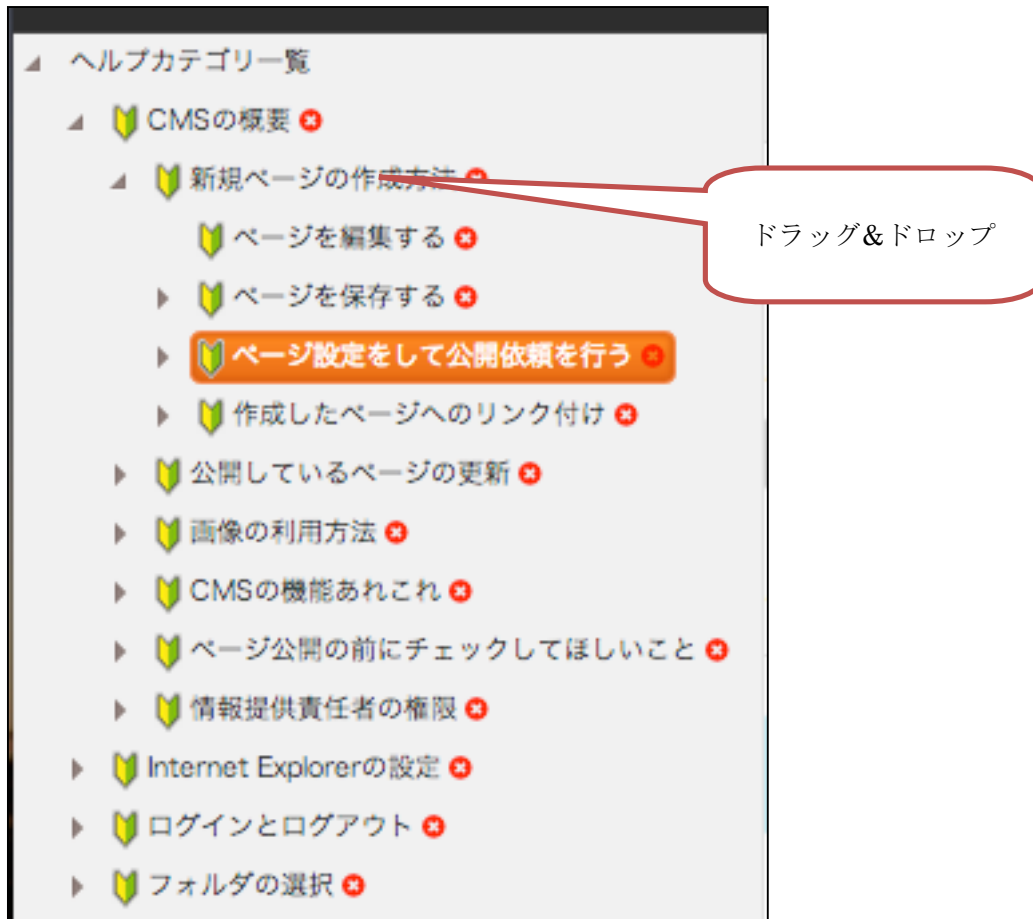 ヘルプカテゴリ一覧
CMSの概要
新規ページの作成方法
ページを編集する
ドラッグ&ドロップ
ページを保存する
ページ設定をして公開依頼を行う
作成したページへのリンク付け
公開しているページの更新
画像の利用方法
CMSの機能あれこれ
ページ公開の前にチェックしてほしいこと
情報提供責任者の権限
Internet Explorerの設定
ログインとログアウト
フォルダの選択